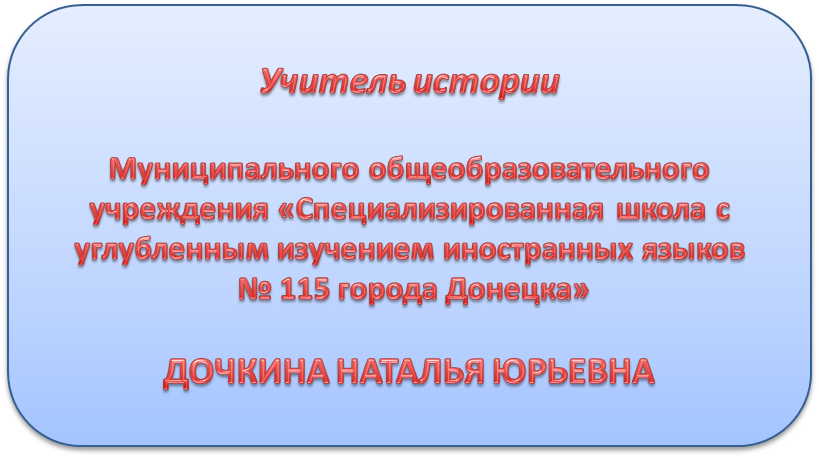 Учитель истории
Муниципального общеобразовательного
учреждения «Специализированная школа с
углубленным изучением иностранных языков
№ 115 города Донецка»
ДОЧКИНА НАТАЛЬЯ ЮРЬЕВНА